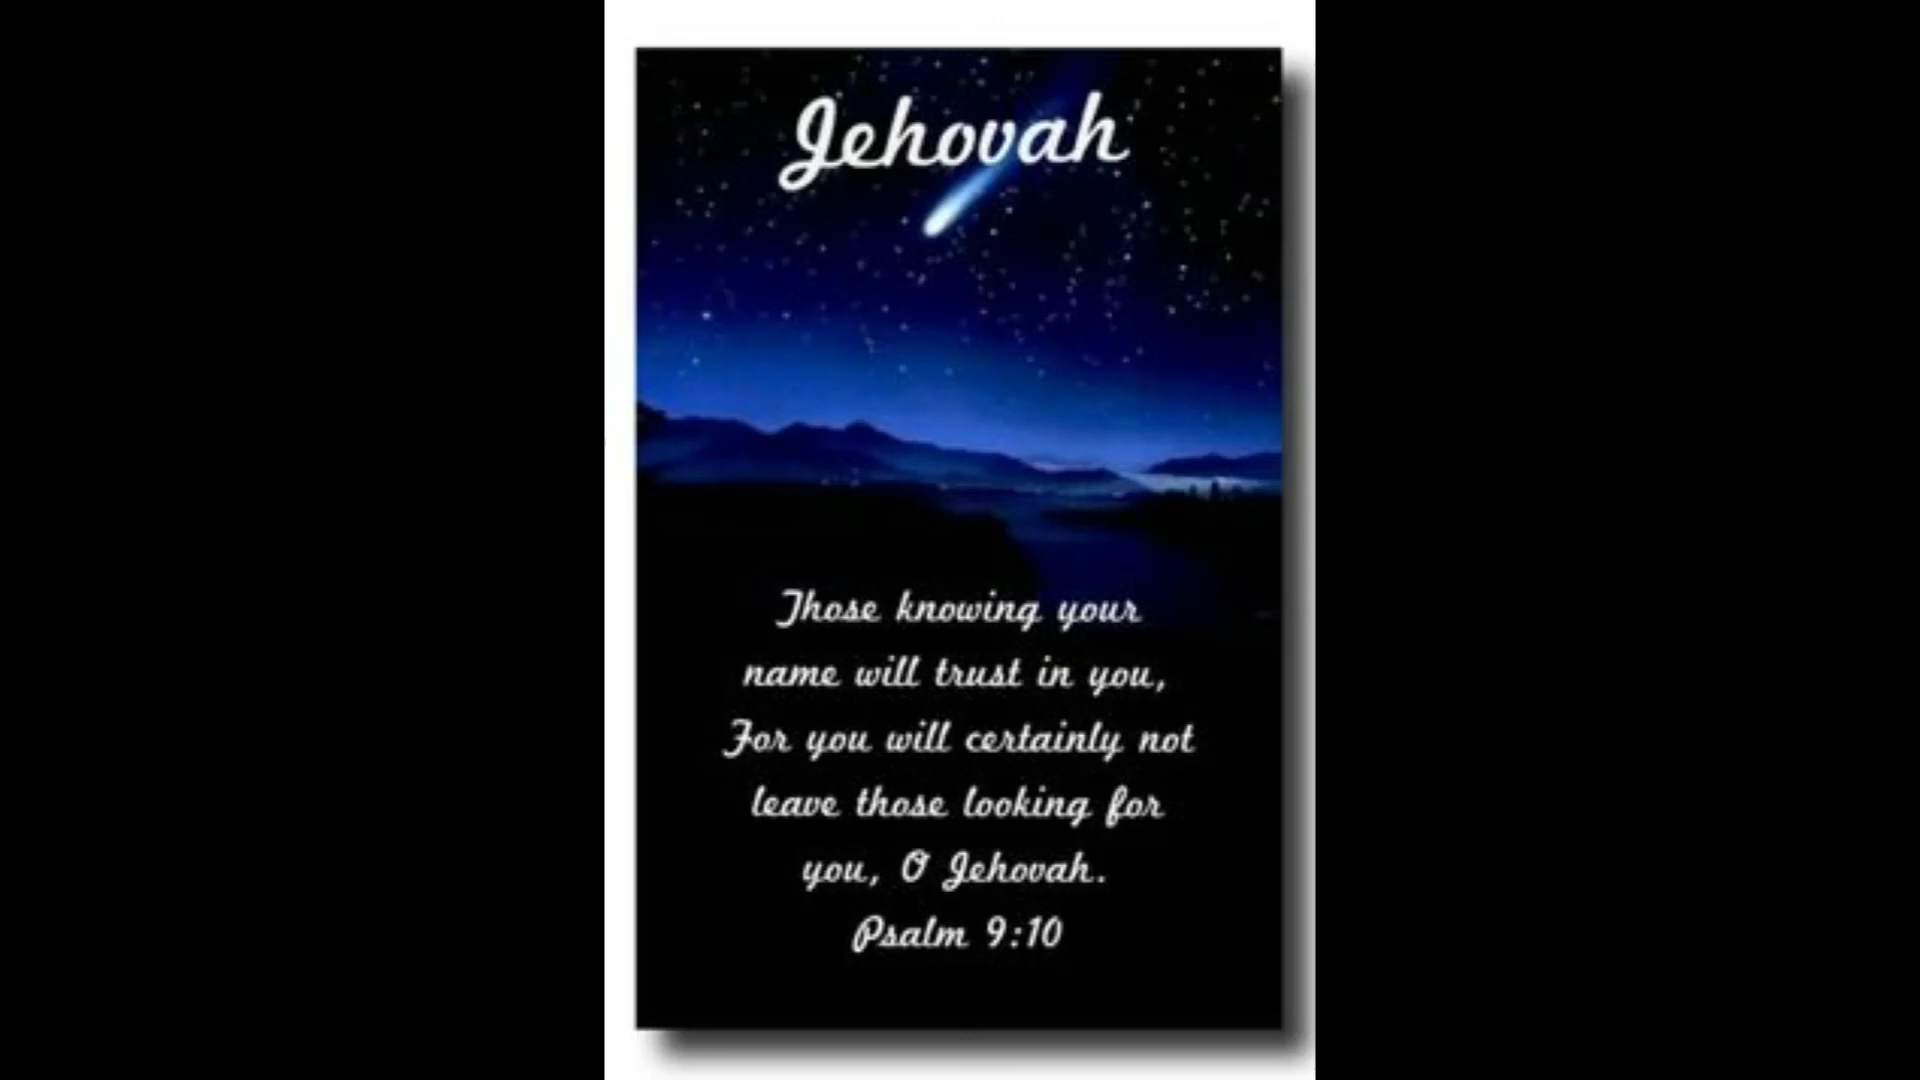 Jehovah
Those knowing your
name will trust in you,
For you will certainly not
leave those looking for
you, O Jehovah.
Psalm 9:10